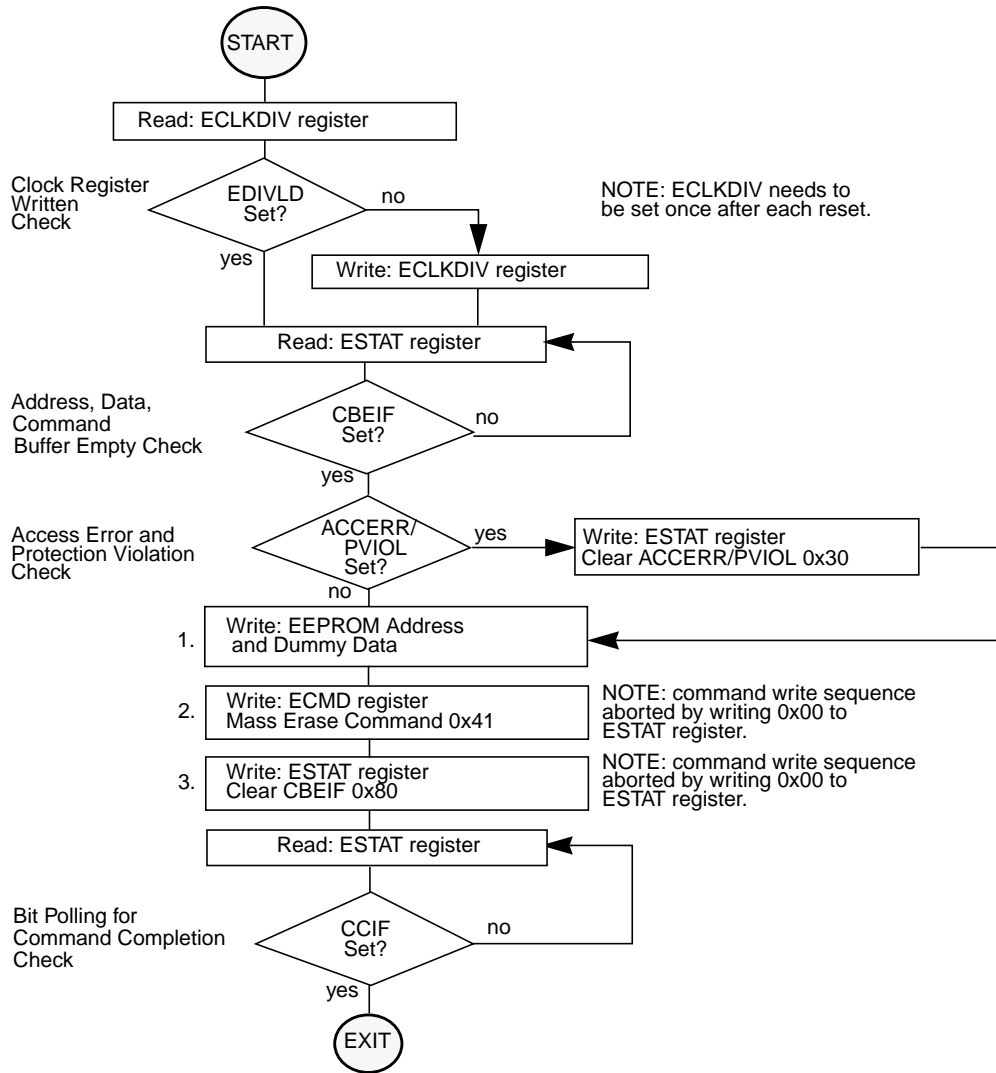 START
Read: ECLKDIV register
Clock Register
Written
Check
EDIVLD
Set?
no
yes
NOTE: ECLKDIV needs to
be set once after each reset.
Write: ECLKDIV register
Read: ESTAT register
Address, Data,
Command
Buffer Empty Check
CBEIF
Set?
no
yes
Access Error and
Protection Violation
Check
ACCERR/
PVIOL
Set?
yes
no
Write: ESTAT register
Clear ACCERR/PVIOL 0x30
1.
Write: EEPROM Address
and Dummy Data
2.
Write: ECMD register
Mass Erase Command 0x41
NOTE: command write sequence
aborted by writing 0x00 to
ESTAT register.
3.
Write: ESTAT register
Clear CBEIF 0x80
NOTE: command write sequence
aborted by writing 0x00 to
ESTAT register.
Read: ESTAT register
Bit Polling for
Command Completion
Check
CCIF
Set?
no
yes
EXIT